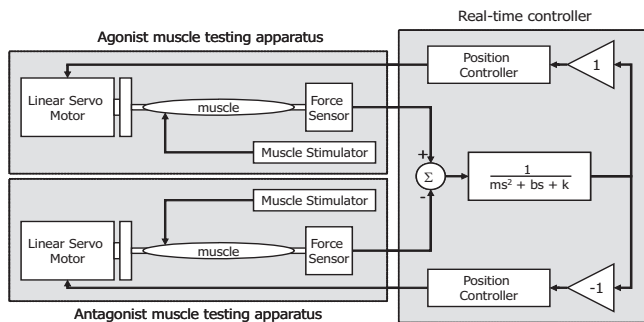 Agonist muscle testing apparatus
Real-time controller
Linear Servo
Motor
muscle
Force
Sensor
Muscle Stimulator
Position
Controller
1
+
Σ
-
1
ms² + bs + k
Muscle Stimulator
Linear Servo
Motor
muscle
Force
Sensor
Position
Controller
-1
Antagonist muscle testing apparatus